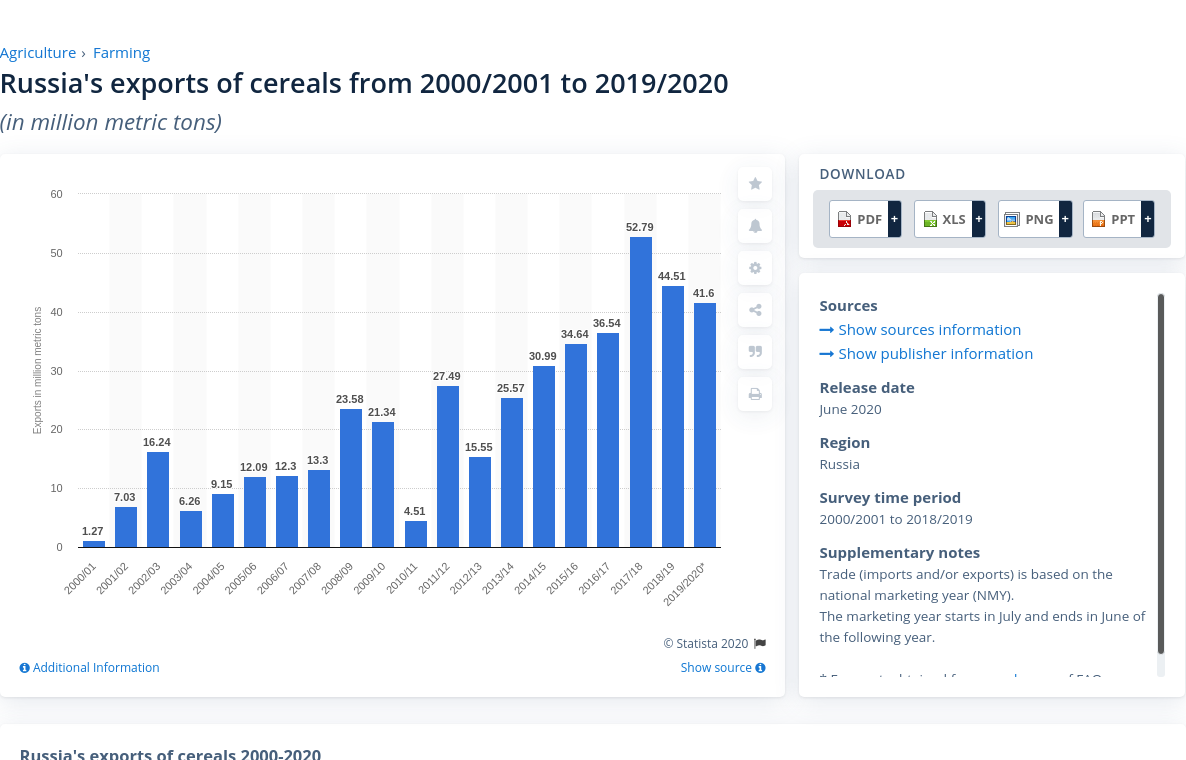 Agriculture › Farming
Russia's exports of cereals from 2000/2001 to 2019/2020
(in million metric tons)
60
50
40
30
20
10
0
Exports in million metric tons
1.27
7.03
16.24
6.26
9.15
12.09
12.3
13.3
23.58
21.34
4.51
27.49
15.55
25.57
30.99
34.64
36.54
52.79
44.51
41.6
2000/01
2001/02
2002/03
2003/04
2004/05
2005/06
2006/07
2007/08
2008/09
2009/10
2010/11
2011/12
2012/13
2013/14
2014/15
2015/16
2016/17
2017/18
2018/19
2019/2020*
© Statista 2020
Additional Information
Show source
DOWNLOAD
PDF +
XLS +
PNG +
PPT +
Sources
Show sources information
Show publisher information
Release date
June 2020
Region
Russia
Survey time period
2000/2001 to 2018/2019
Supplementary notes
Trade (imports and/or exports) is based on the
national marketing year (NMY).
The marketing year starts in July and ends in June of
the following year.
Russia's exports of cereals 2000-2020